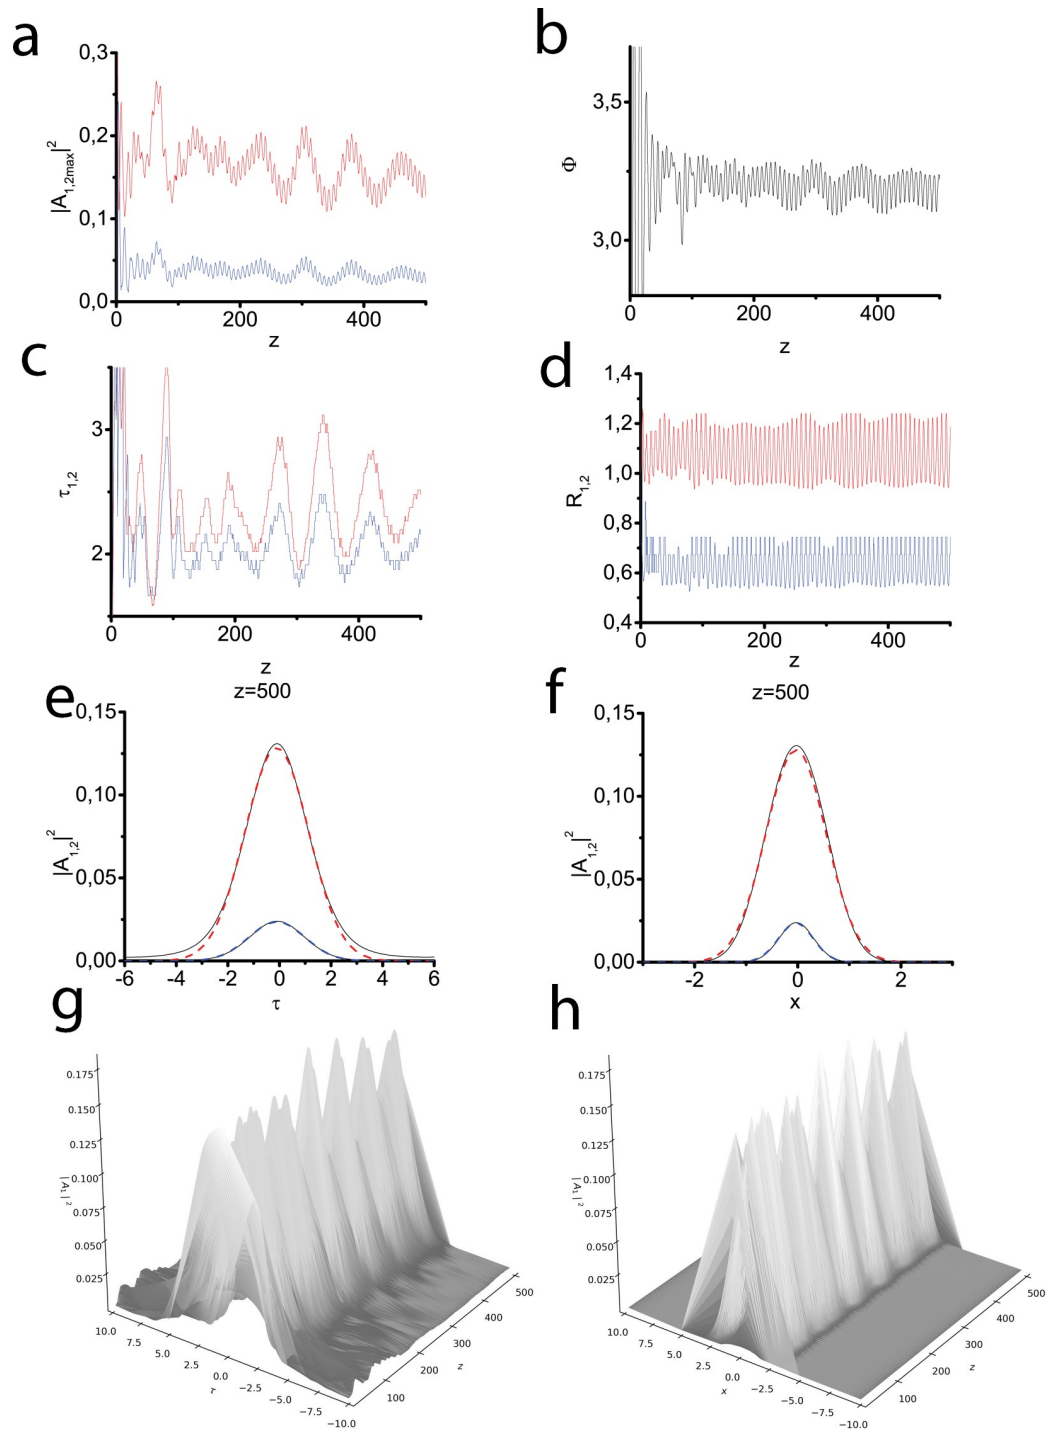 a
0,3
0,2
0,1
0,0
|A1,2max|²
0 200 400
z
b
3,5
3,0
Φ
0 200 400
z
c
3
2
τ1,2
0 200 400
z
d
1,4
1,2
1,0
0,8
0,6
0,4
R1,2
0 200 400
z
z=500
e
0,15
0,10
0,05
0,00
|A1,2|²
-6 -4 -2 0 2 4 6
τ
z=500
f
0,15
0,10
0,05
0,00
|A1,2|²
-2 0 2
x
g
0.175
0.150
0.125
0.100
0.075
0.050
0.025
|A1|²
10.0 7.5 5.0 2.5 0.0 −2.5 −5.0 −7.5 −10.0
τ
100 200 300 400 500
z
h
0.175
0.150
0.125
0.100
0.075
0.050
0.025
|A1|²
10.0 7.5 5.0 2.5 0.0 −2.5 −5.0 −7.5 −10.0
x
100 200 300 400 500
z